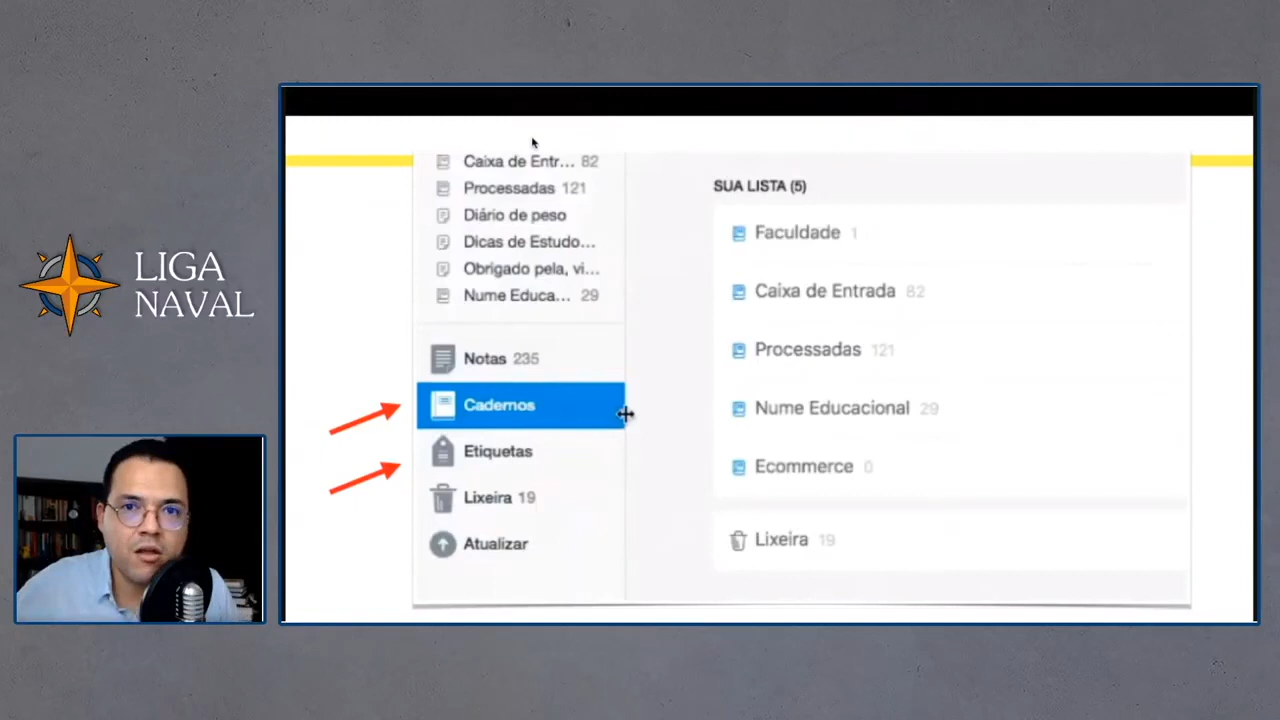 LIGA
NAVAL
Caixa de Entr... 82
Processadas 121
Diário de peso
Dicas de Estudo...
Obrigado pela, vi...
Nume Educa... 29
Notas 235
Cadernos
Etiquetas
Lixeira 19
Atualizar
SUA LISTA (5)
Faculdade 1
Caixa de Entrada 82
Processadas 121
Nume Educacional 29
Ecommerce 0
Lixeira 19